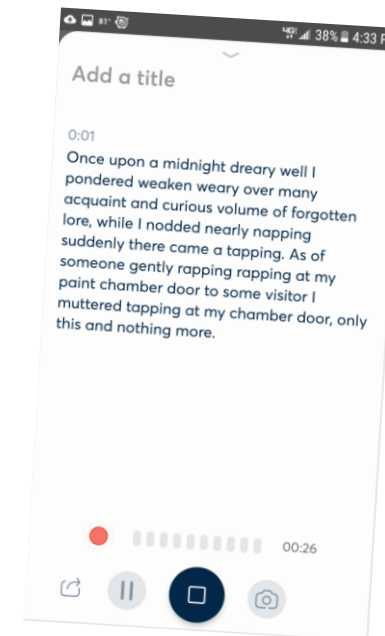 81°
38% 4:33 P
Add a title
0:01
Once upon a midnight dreary well I
pondered weaken weary over many
acquaint and curious volume of forgotten
lore, while I nodded nearly napping
suddenly there came a tapping. As of
someone gently rapping rapping at my
paint chamber door to some visitor I
muttered tapping at my chamber door, only
this and nothing more.
00:26